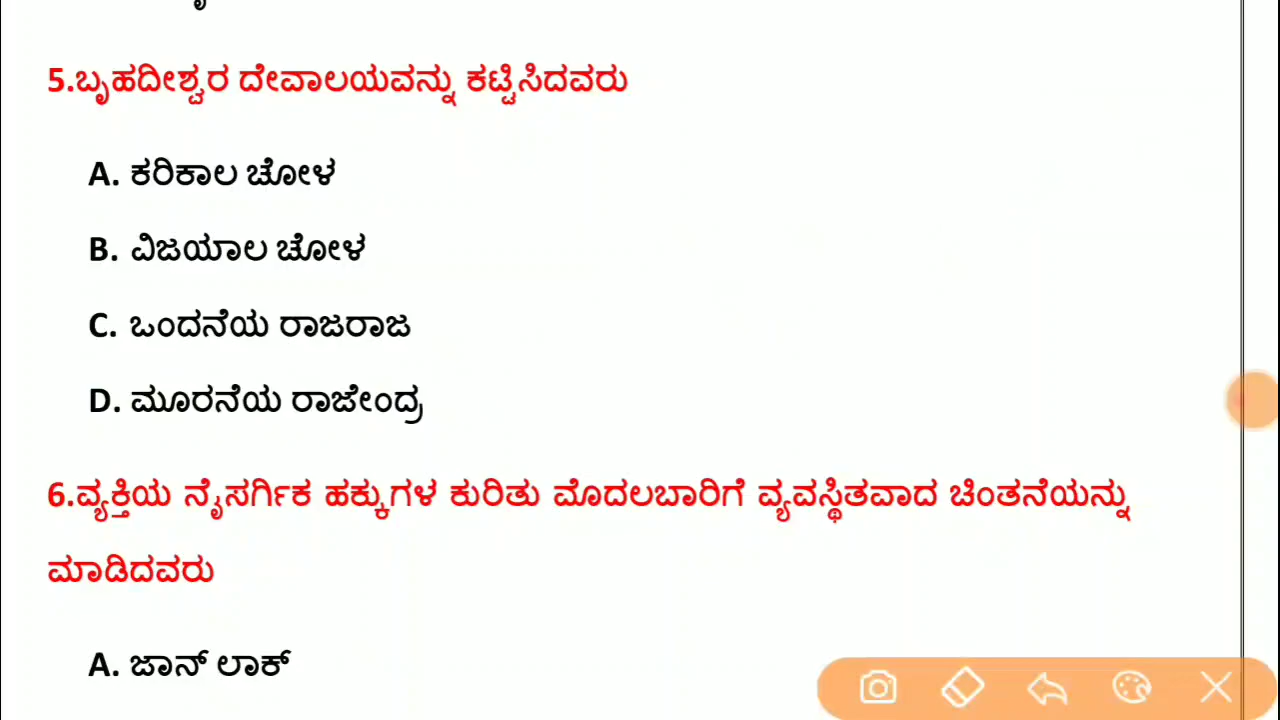 5.ಬೃಹದೀಶ್ವರ ದೇವಾಲಯವನ್ನು ಕಟ್ಟಿಸಿದವರು
A. ಕರಿಕಾಲ ಚೋಳ
B. ವಿಜಯಾಲ ಚೋಳ
C. ಒಂದನೆಯ ರಾಜರಾಜ
D. ಮೂರನೆಯ ರಾಜೇಂದ್ರ
6.ವ್ಯಕ್ತಿಯ ನೈಸರ್ಗಿಕ ಹಕ್ಕುಗಳ ಕುರಿತು ಮೊದಲಬಾರಿಗೆ ವ್ಯವಸ್ಥಿತವಾದ ಚಿಂತನೆಯನ್ನು
ಮಾಡಿದವರು
A. ಜಾನ್ ಲಾಕ್